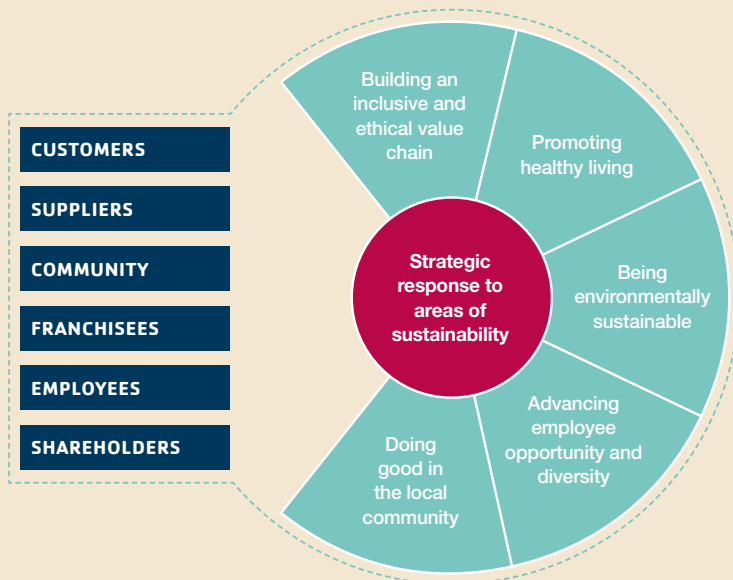 CUSTOMERS
SUPPLIERS
COMMUNITY
FRANCHISEES
EMPLOYEES
SHAREHOLDERS
Building an
inclusive and
ethical value
chain
Promoting
healthy living
Being
environmentally
sustainable
Advancing
employee
opportunity and
diversity
Doing
good in
the local
community
Strategic
response to
areas of
sustainability